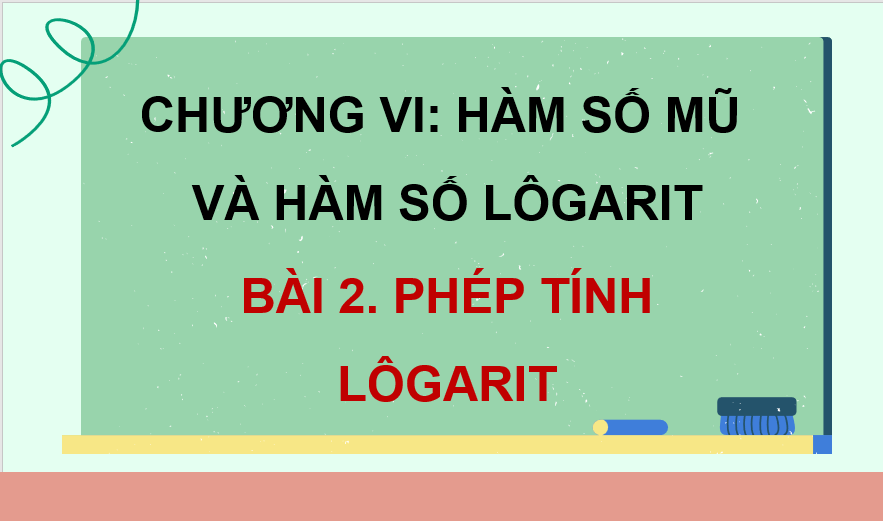 CHƯƠNG VI: HÀM SỐ MŨ
VÀ HÀM SỐ LÔGARIT
BÀI 2. PHÉP TÍNH
LÔGARIT